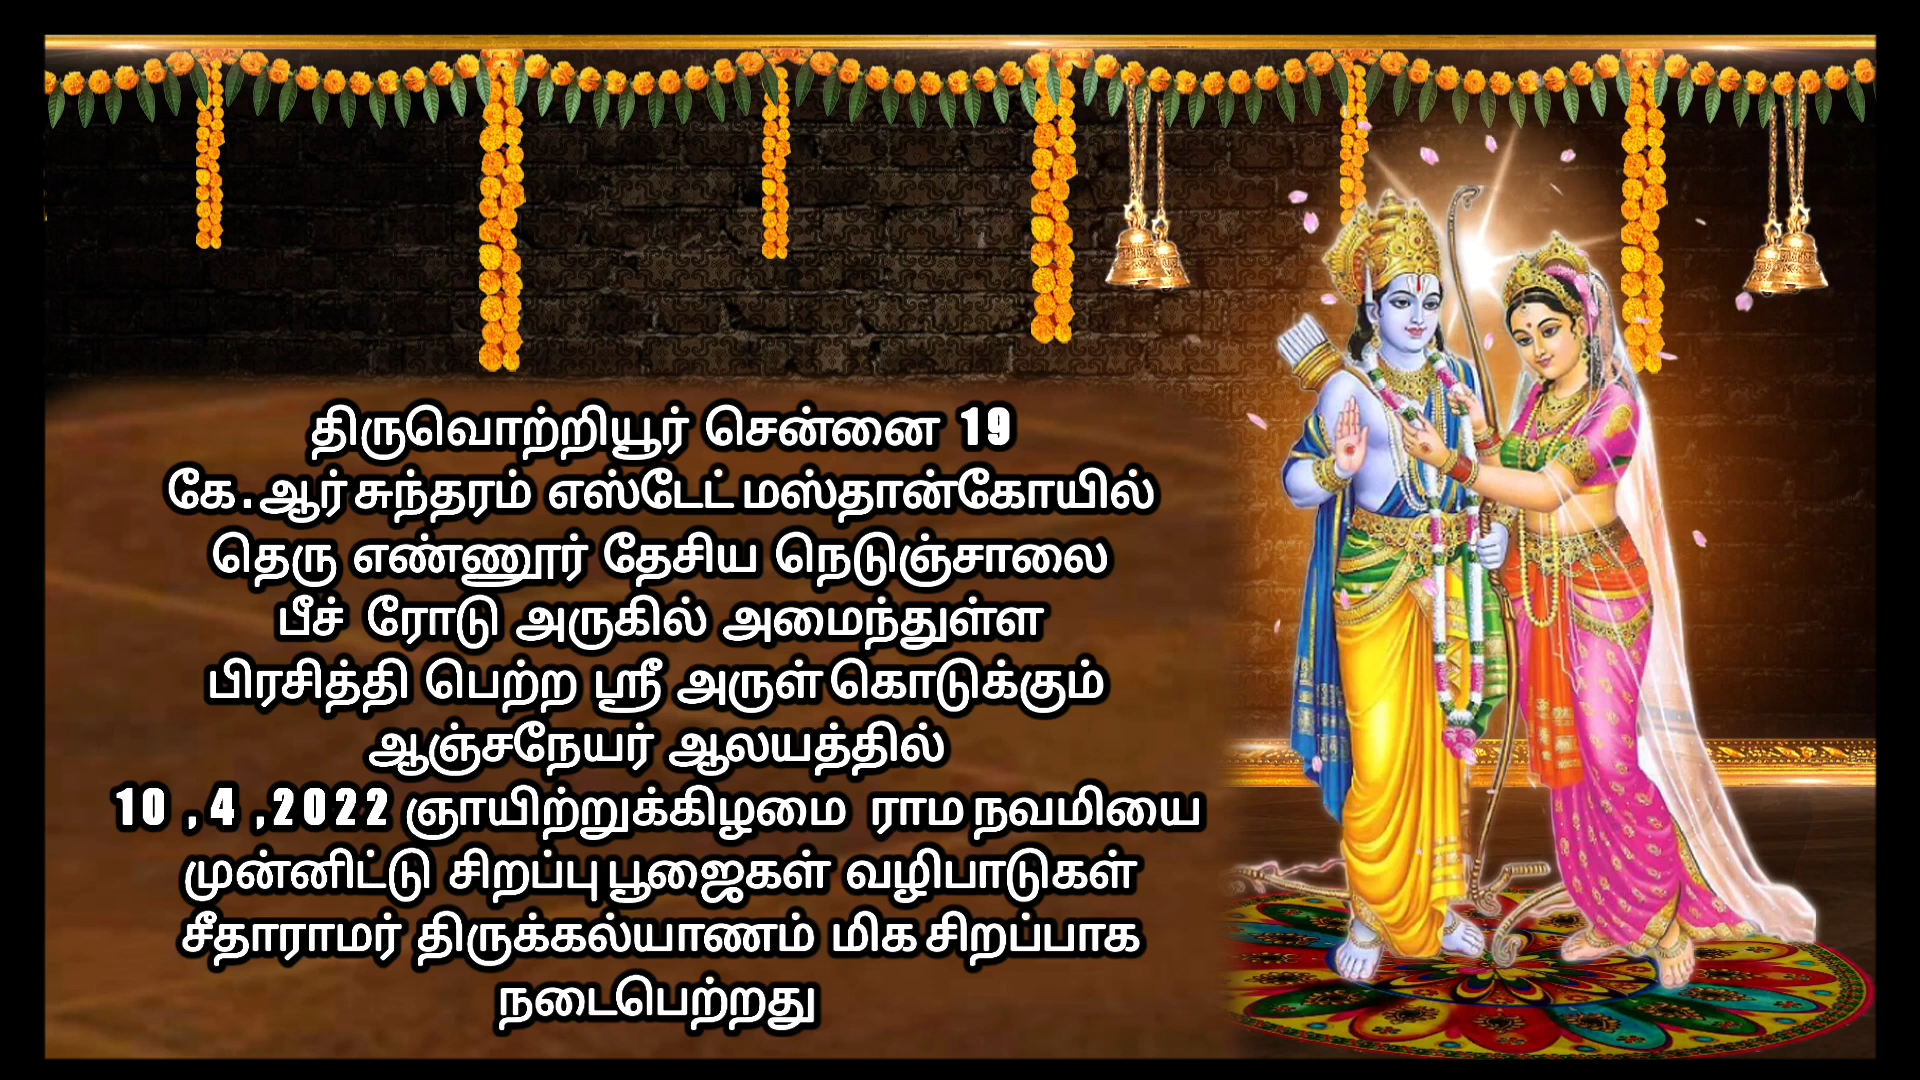 திருவொற்றியூர் சென்னை 19
கே.ஆர் சுந்தரம் எஸ்டேட் மஸ்தான்கோயில்
தெரு எண்ணூர் தேசிய நெடுஞ்சாலை
பீச் ரோடு அருகில் அமைந்துள்ள
பிரசித்தி பெற்ற ஸ்ரீ அருள் கொடுக்கும்
ஆஞ்சநேயர் ஆலயத்தில்
10 , 4 ,2022 ஞாயிற்றுக்கிழமை ராம நவமியை
முன்னிட்டு சிறப்பு பூஜைகள் வழிபாடுகள்
சீதாராமர் திருக்கல்யாணம் மிக சிறப்பாக
நடைபெற்றது